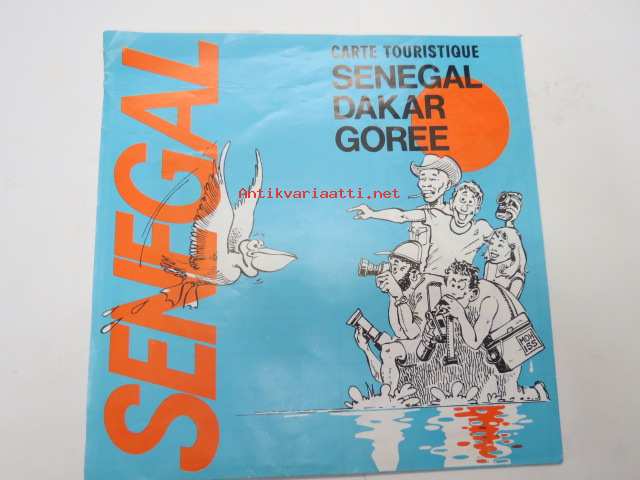 SENEGAL
CARTE TOURISTIQUE
SENEGAL
DAKAR
GOREE
Antikvariaatti.net